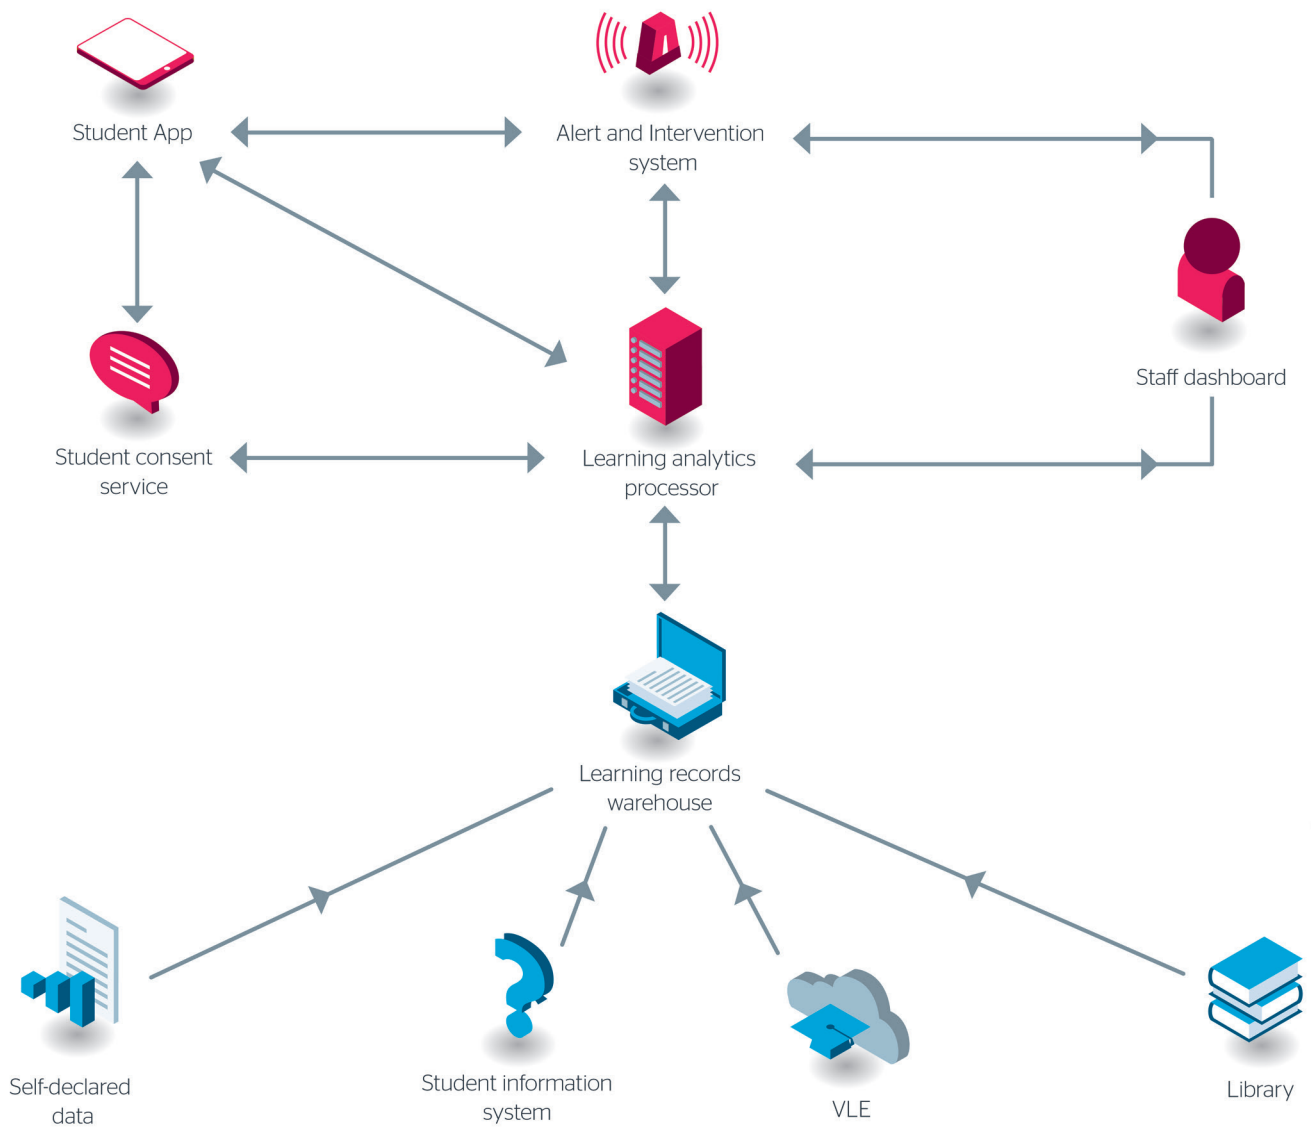 Student App
Alert and Intervention
system
Staff dashboard
Student consent
service
Learning analytics
processor
Learning records
warehouse
Self-declared
data
Student information
system
VLE
Library